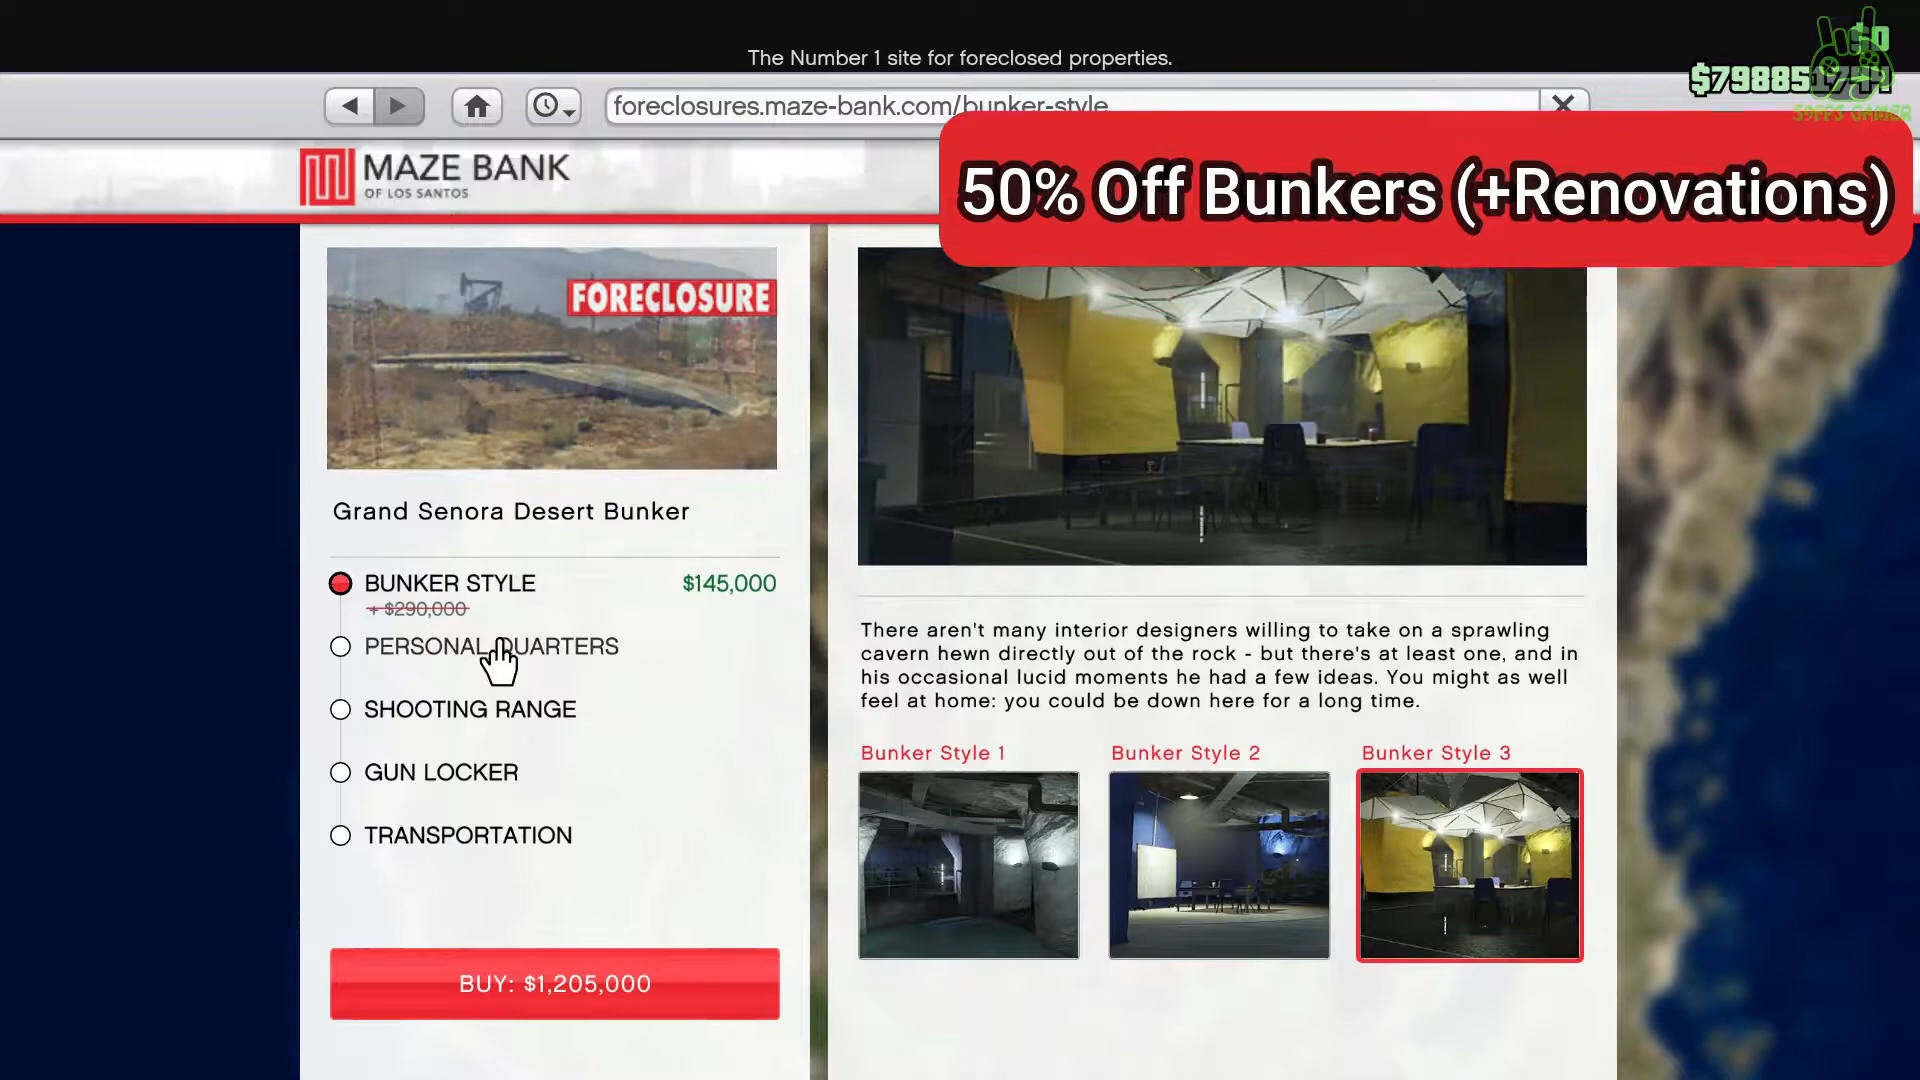 The Number 1 site for foreclosed properties.
$0
foreclosures.maze-bank.com/bunker-style
59FPS GAMER
MAZE BANK
OF LOS SANTOS
50% Off Bunkers (+Renovations)
FORECLOSURE
Grand Senora Desert Bunker
BUNKER STYLE $145,000
+ $290,000
PERSONAL QUARTERS
SHOOTING RANGE
GUN LOCKER
TRANSPORTATION
BUY: $1,205,000
There aren't many interior designers willing to take on a sprawling
cavern hewn directly out of the rock - but there's at least one, and in
his occasional lucid moments he had a few ideas. You might as well
feel at home: you could be down here for a long time.
Bunker Style 1
Bunker Style 2
Bunker Style 3